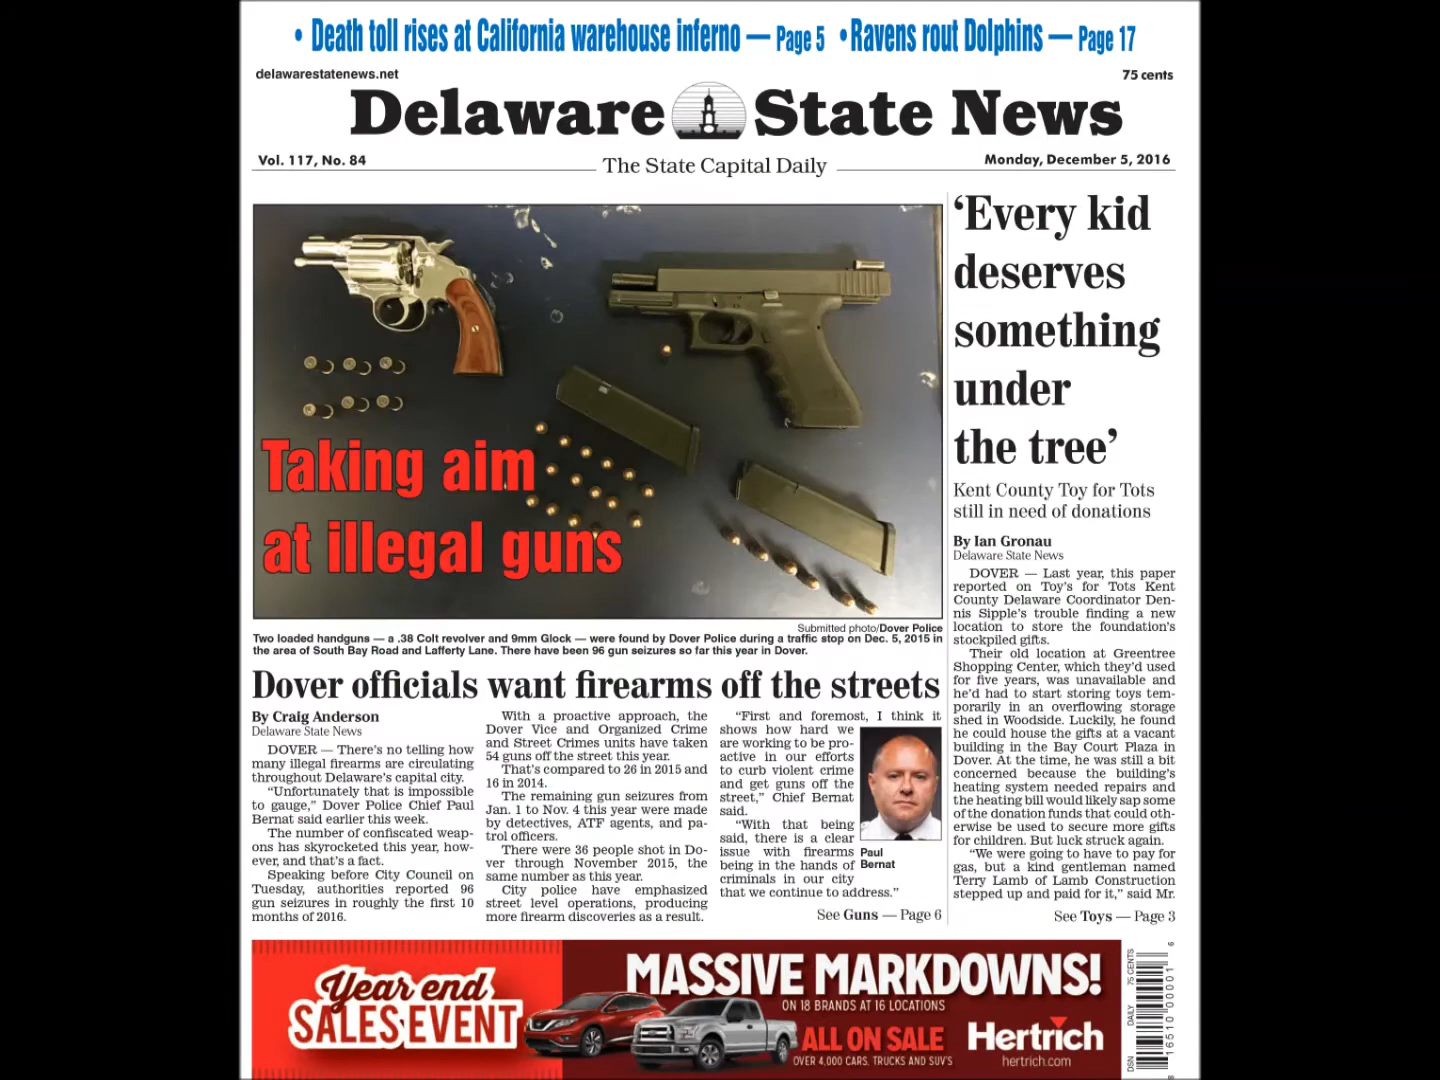 • Death toll rises at California warehouse inferno — Page 5 • Ravens rout Dolphins — Page 17
delawarestatenews.net
75 cents
Delaware State News
Vol. 117, No. 84
The State Capital Daily
Monday, December 5, 2016
Taking aim
at illegal guns
Submitted photo/Dover Police
Two loaded handguns — a .38 Colt revolver and 9mm Glock — were found by Dover Police during a traffic stop on Dec. 5, 2015 in
the area of South Bay Road and Lafferty Lane. There have been 96 gun seizures so far this year in Dover.
Dover officials want firearms off the streets
By Craig Anderson
Delaware State News
DOVER — There's no telling how
many illegal firearms are circulating
throughout Delaware's capital city.
“Unfortunately that is impossible
to gauge,” Dover Police Chief Paul
Bernat said earlier this week.
The number of confiscated weap-
ons has skyrocketed this year, how-
ever, and that's a fact.
Speaking before City Council on
Tuesday, authorities reported 96
gun seizures in roughly the first 10
months of 2016.
With a proactive approach, the
Dover Vice and Organized Crime
and Street Crimes units have taken
54 guns off the street this year.
That's compared to 26 in 2015 and
16 in 2014.
The remaining gun seizures from
Jan. 1 to Nov. 4 this year were made
by detectives, ATF agents, and pa-
trol officers.
There were 36 people shot in Do-
ver through November 2015, the
same number as this year.
City police have emphasized
street level operations, producing
more firearm discoveries as a result.
“First and foremost, I think it
shows how hard we
are working to be pro-
active in our efforts
to curb violent crime
and get guns off the
street,” Chief Bernat
said.
“With that being
said, there is a clear
issue with firearms
being in the hands of
criminals in our city
that we continue to address.”
Paul
Bernat
See Guns — Page 6
‘Every kid
deserves
something
under
the tree’
Kent County Toy for Tots
still in need of donations
By Ian Gronau
Delaware State News
DOVER — Last year, this paper
reported on Toy's for Tots Kent
County Delaware Coordinator Den-
nis Sipple's trouble finding a new
location to store the foundation's
stockpiled gifts.
Their old location at Greentree
Shopping Center, which they'd used
for five years, was unavailable and
he'd had to start storing toys tem-
porarily in an overflowing storage
shed in Woodside. Luckily, he found
he could house the gifts at a vacant
building in the Bay Court Plaza in
Dover. At the time, he was still a bit
concerned because the building's
heating system needed repairs and
the heating bill would likely sap some
of the donation funds that could oth-
erwise be used to secure more gifts
for children. But luck struck again.
“We were going to have to pay for
gas, but a kind gentleman named
Terry Lamb of Lamb Construction
stepped up and paid for it,” said Mr.
See Toys — Page 3
Year end
SALES EVENT
MASSIVE MARKDOWNS!
ON 18 BRANDS AT 16 LOCATIONS
ALL ON SALE
OVER 4,000 CARS, TRUCKS AND SUV'S
Hertrich
hertrich.com
DSN DAILY 75 CENTS
8 16510 00001 6